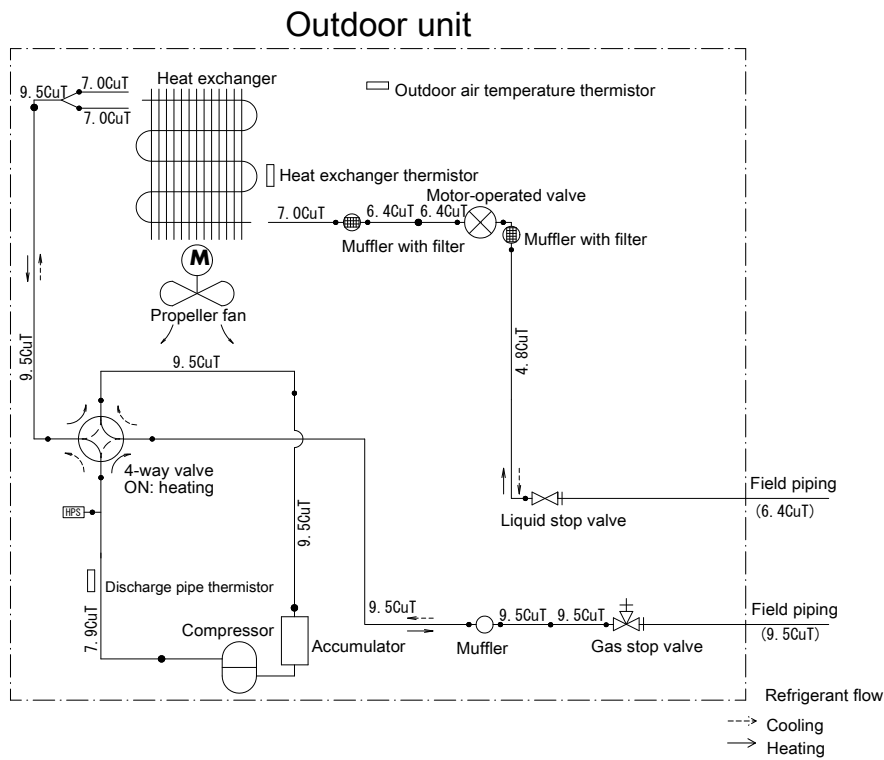 Outdoor unit
Heat exchanger
7.0CuT
9.5CuT
7.0CuT
Outdoor air temperature thermistor
Heat exchanger thermistor
Motor-operated valve
7.0CuT
6.4CuT
6.4CuT
Muffler with filter
Muffler with filter
M
Propeller fan
9.5CuT
9.5CuT
4.8CuT
4-way valve
ON: heating
HPS
9.5CuT
Field piping
(6.4CuT)
Liquid stop valve
Discharge pipe thermistor
7.9CuT
Compressor
Accumulator
9.5CuT
9.5CuT
9.5CuT
Muffler
Gas stop valve
Field piping
(9.5CuT)
Refrigerant flow
Cooling
Heating